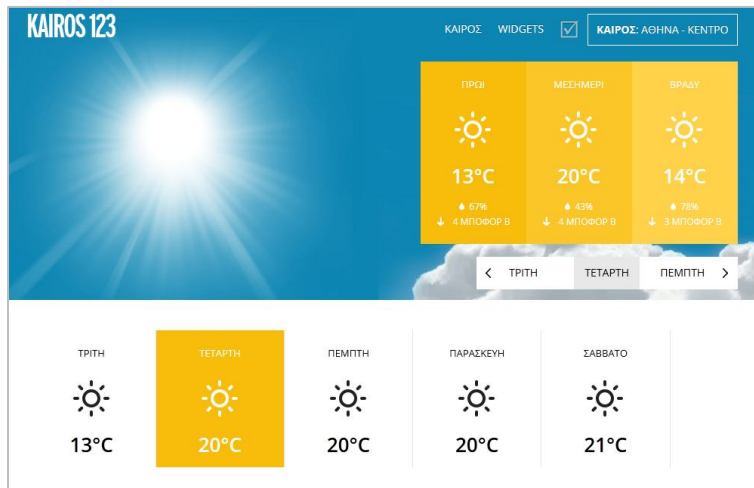 KAIROS 123
ΚΑΙΡΟΣ WIDGETS ΚΑΙΡΟΣ: ΑΘΗΝΑ - ΚΕΝΤΡΟ
ΠΡΩΙ ΜΕΣΗΜΕΡΙ ΒΡΑΔΥ
13°C 20°C 14°C
67% 43% 78%
4 ΜΠΟΦΟΡ Β 4 ΜΠΟΦΟΡ Β 3 ΜΠΟΦΟΡ Β
ΤΡΙΤΗ ΤΕΤΑΡΤΗ ΠΕΜΠΤΗ
ΤΡΙΤΗ ΤΕΤΑΡΤΗ ΠΕΜΠΤΗ ΠΑΡΑΣΚΕΥΗ ΣΑΒΒΑΤΟ
13°C 20°C 20°C 20°C 21°C